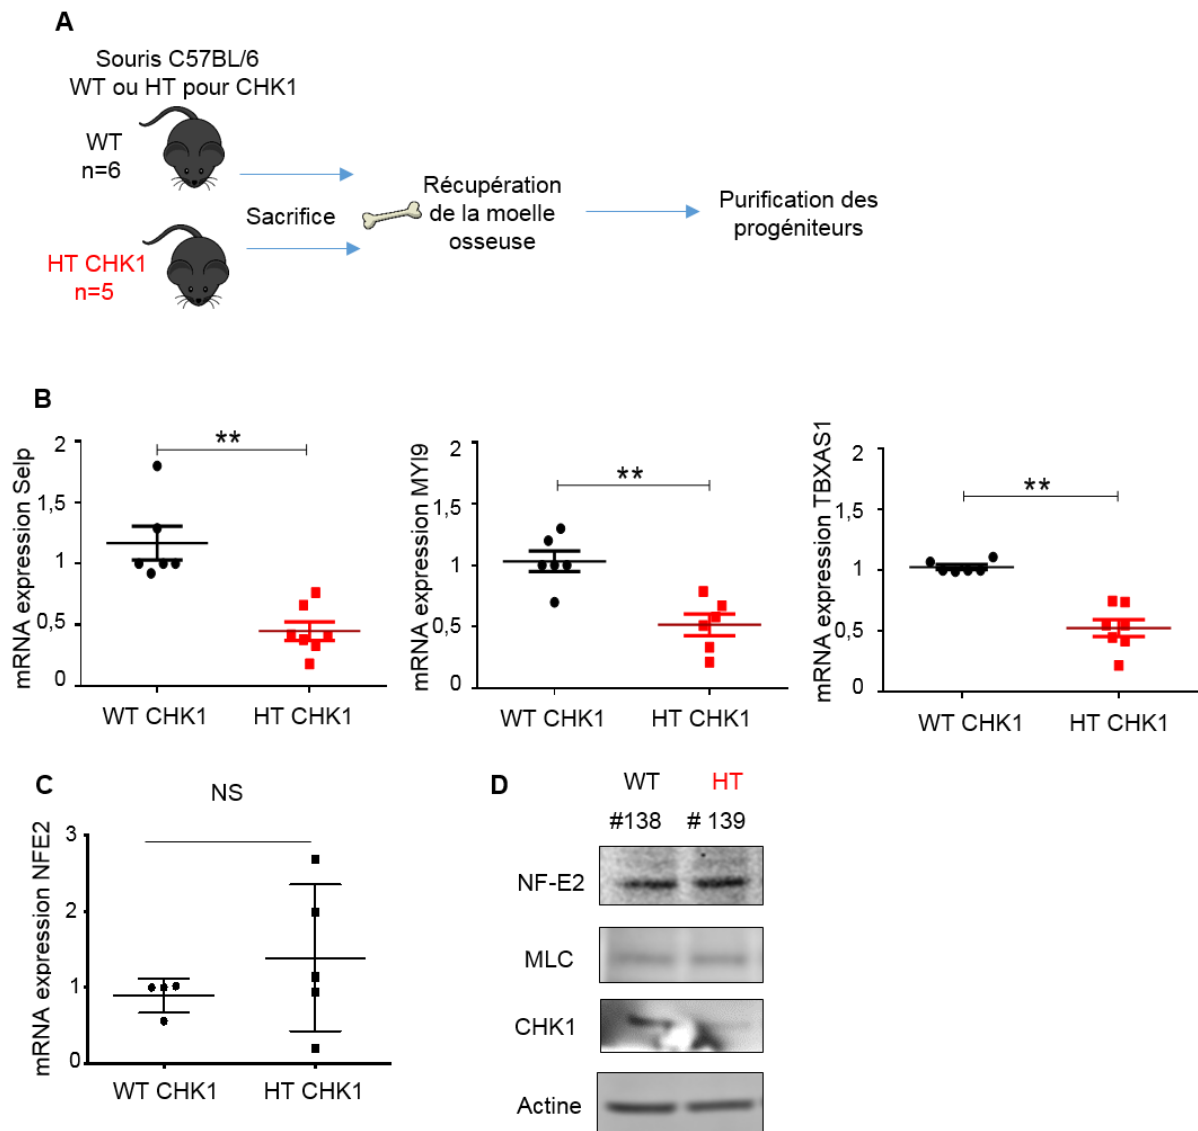 A
Souris C57BL/6
WT ou HT pour CHK1
WT
n=6
HT CHK1
n=5
Sacrifice
Récupération
de la moelle
osseuse
Purification des
progéniteurs
B
mRNA expression Selp
2
1,5
1
0,5
0
**
WT CHK1
HT CHK1
mRNA expression MYI9
2
1,5
1
0,5
0
**
WT CHK1
HT CHK1
mRNA expression TBXAS1
2
1,5
1
0,5
0
**
WT CHK1
HT CHK1
C
NS
mRNA expression NFE2
3
2
1
0
WT CHK1
HT CHK1
D
WT HT
#138 # 139
NF-E2
MLC
CHK1
Actine